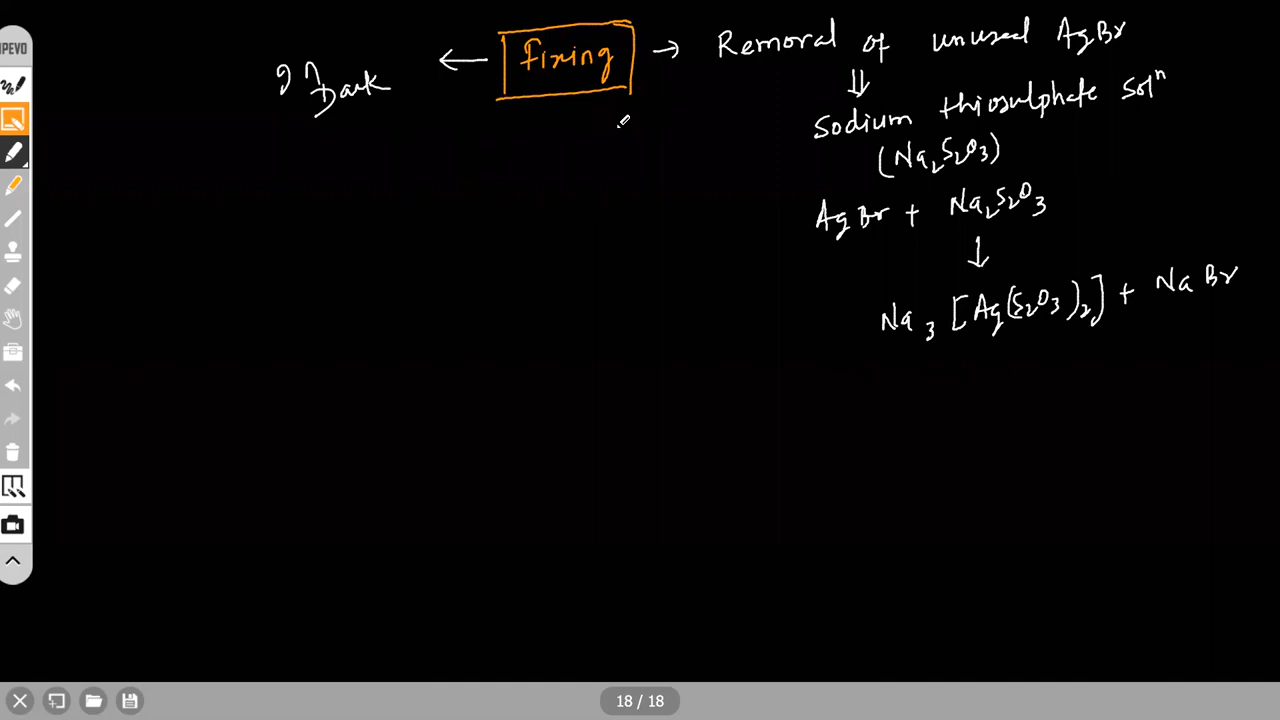 IPEVO
Fixing → Removal of unused AgBr
← 
In Dark
⇓
Sodium thiosulphate Solⁿ
(Na₂S₂O₃)
AgBr + Na₂S₂O₃
↓
Na₃[Ag(S₂O₃)₂] + NaBr
18 / 18